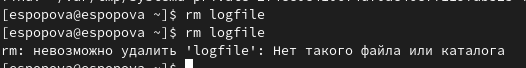 [espopova@espopova ~]$ rm logfile
[espopova@espopova ~]$ rm logfile
rm: невозможно удалить 'logfile': Нет такого файла или каталога
[espopova@espopova ~]$